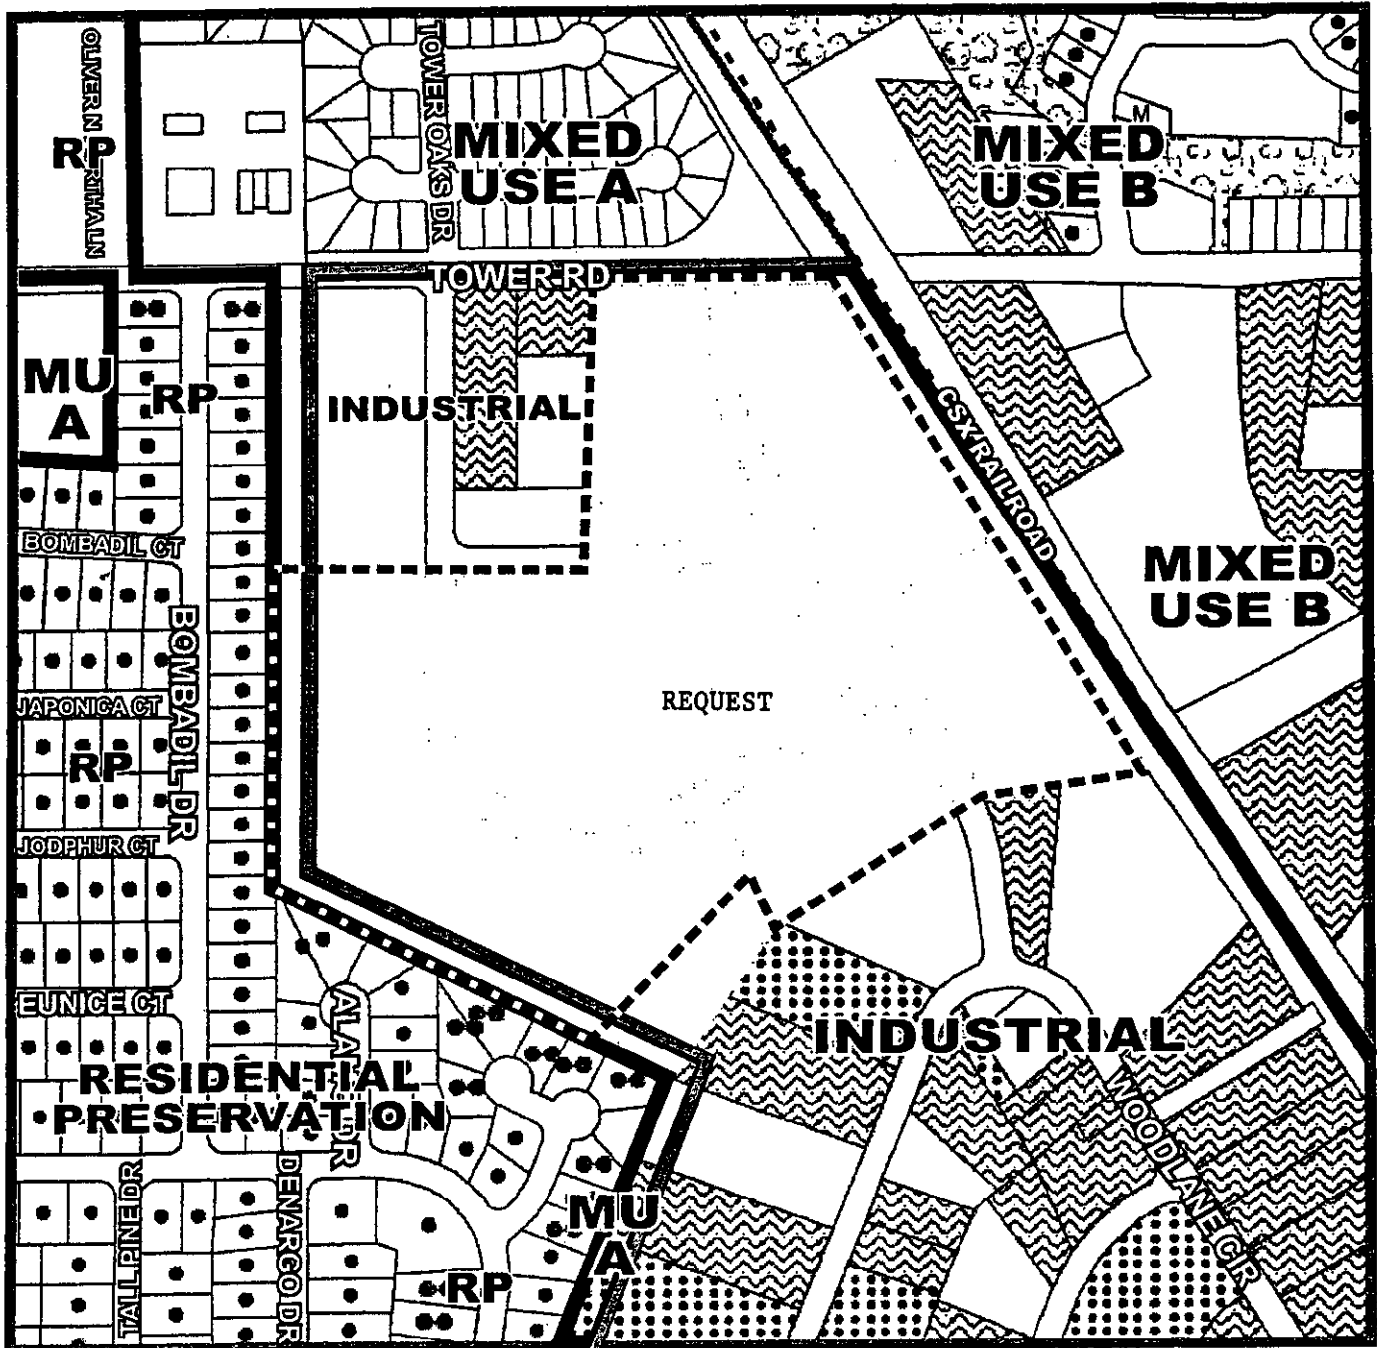 OLIVER N
RP
TOWER OAKS DR
MIXED
USE A
M
MIXED
USE B
TOWER RD
MU
A
RP
INDUSTRIAL
CSX RAILROAD
BOMBADIL CT
MIXED
USE B
BOMBADIL DR
JAPONICA CT
REQUEST
RP
JODPHUR CT
EUNICE CT
INDUSTRIAL
RESIDENTIAL
PRESERVATION
WOODLANE CIR
TALLPINE DR
DENARGO DR
MU
A
RP